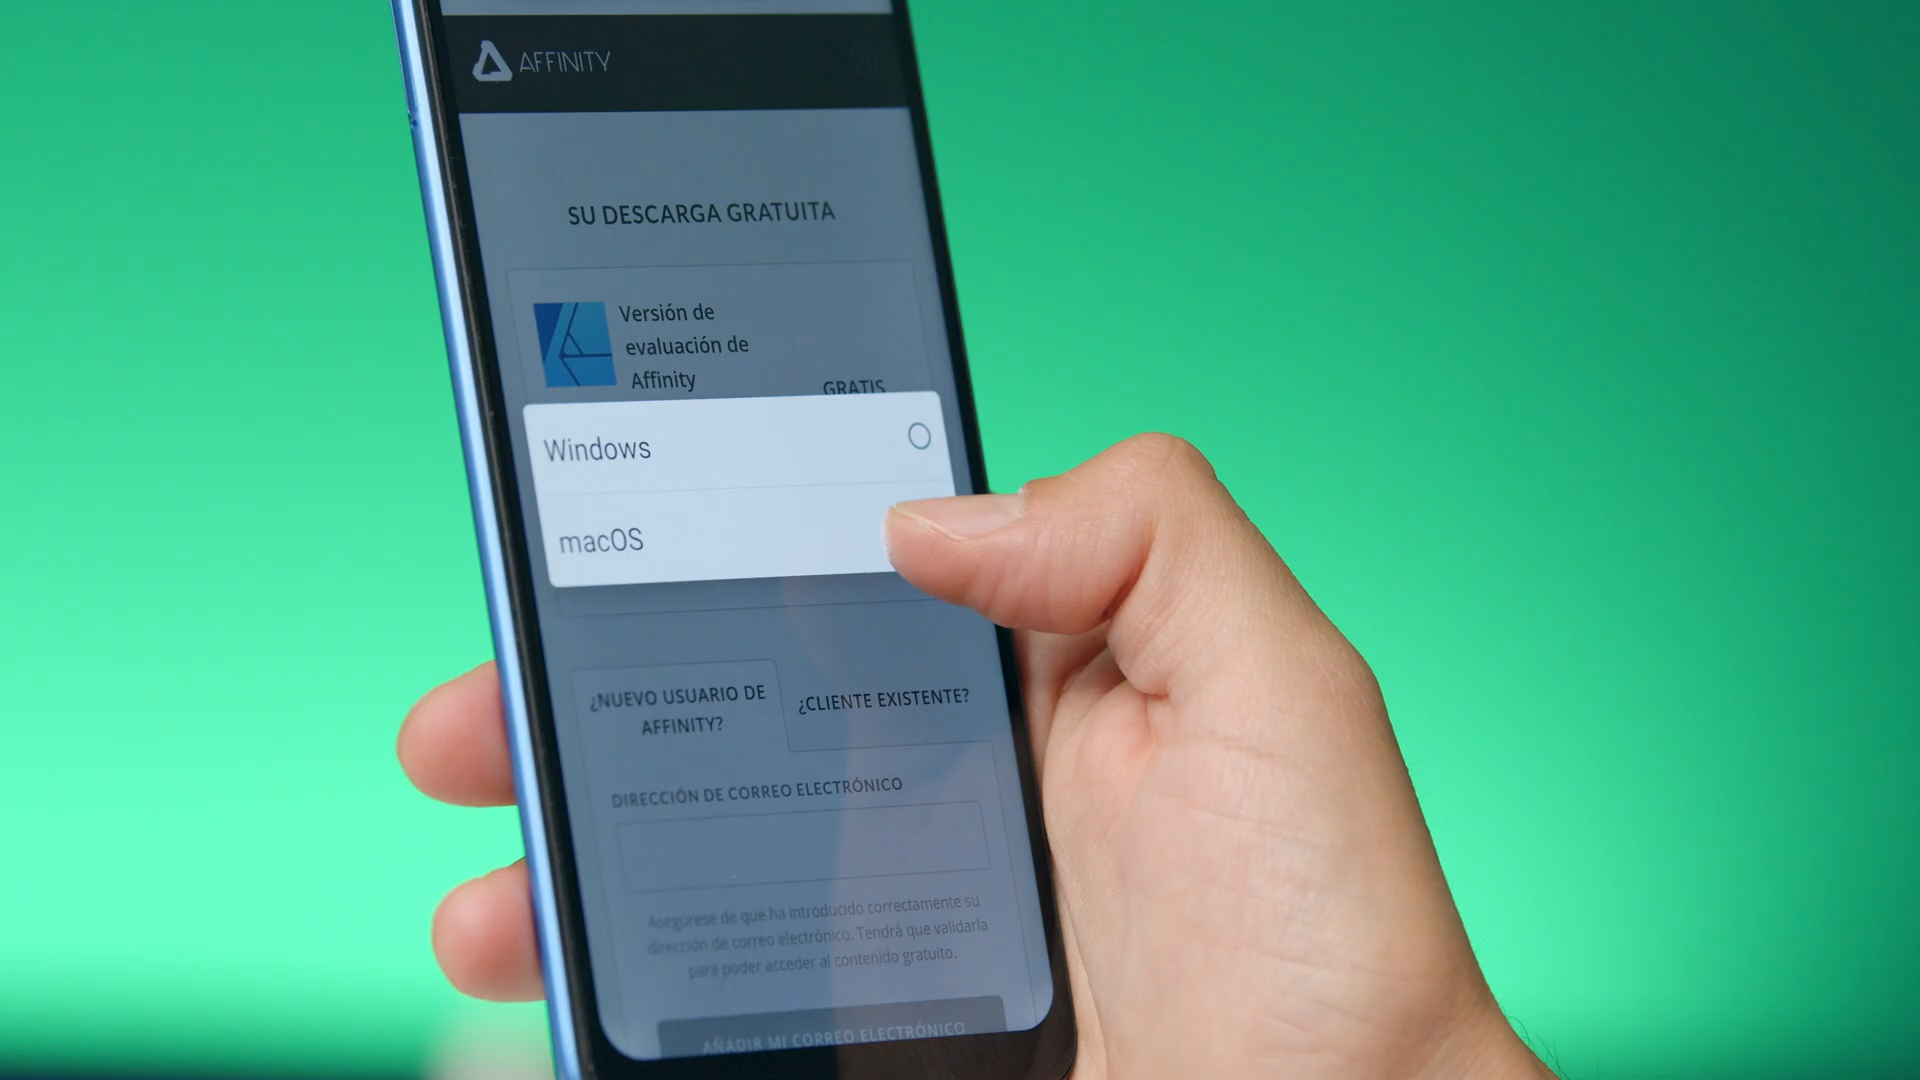 AFFINITY
SU DESCARGA GRATUITA
Versión de
evaluación de
Affinity
GRATIS
Windows
macOS
¿NUEVO USUARIO DE
AFFINITY?
¿CLIENTE EXISTENTE?
DIRECCIÓN DE CORREO ELECTRÓNICO
Asegúrese de que ha introducido correctamente su
dirección de correo electrónico. Tendrá que validarla
para poder acceder al contenido gratuito.
AÑADIR MI CORREO ELECTRÓNICO